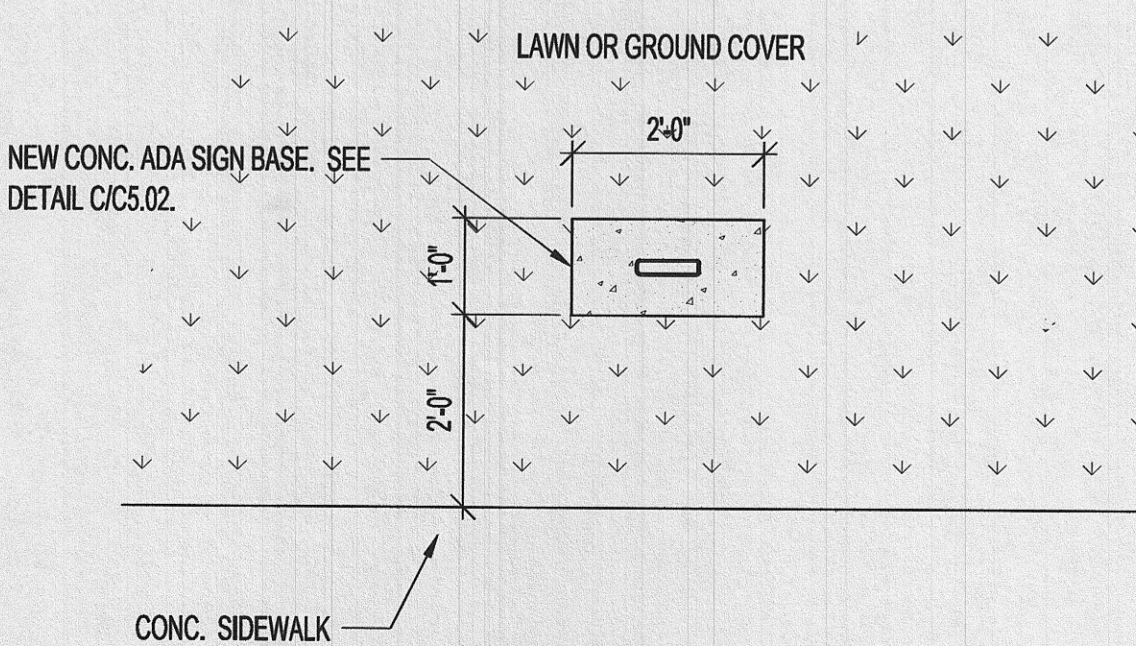 LAWN OR GROUND COVER
2'-0"
NEW CONC. ADA SIGN BASE. SEE
DETAIL C/C5.02.
1'-0"
2'-0"
CONC. SIDEWALK